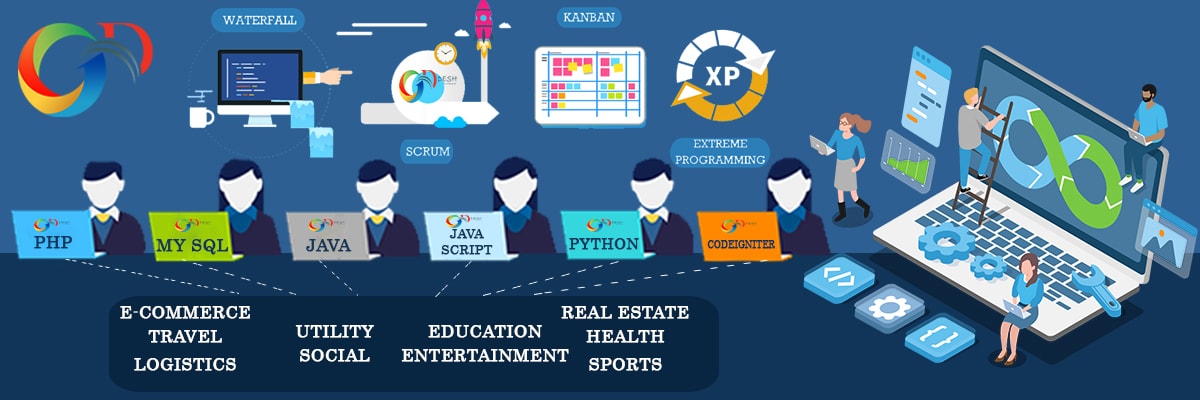 WATERFALL
KANBAN
DESH
XP
SCRUM
EXTREME
PROGRAMMING
PHP
MY SQL
JAVA
JAVA
SCRIPT
PYTHON
CODEIGNITER
E-COMMERCE
TRAVEL
LOGISTICS
UTILITY
SOCIAL
EDUCATION
ENTERTAINMENT
REAL ESTATE
HEALTH
SPORTS